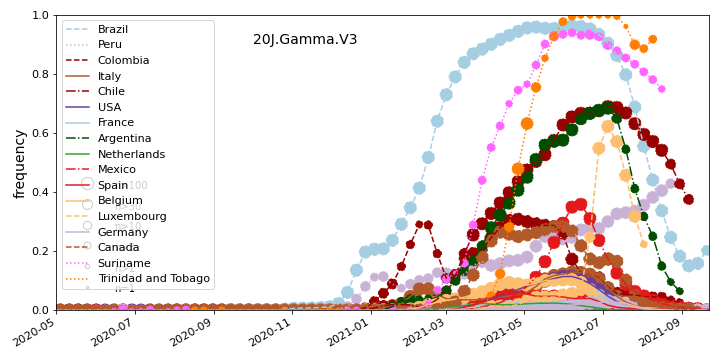 20J.Gamma.V3
frequency
1.0
0.8
0.6
0.4
0.2
0.0
Brazil
Peru
Colombia
Italy
Chile
USA
France
Argentina
Netherlands
Mexico
Spain
Belgium
Luxembourg
Germany
Canada
Suriname
Trinidad and Tobago
2020-05
2020-07
2020-09
2020-11
2021-01
2021-03
2021-05
2021-07
2021-09